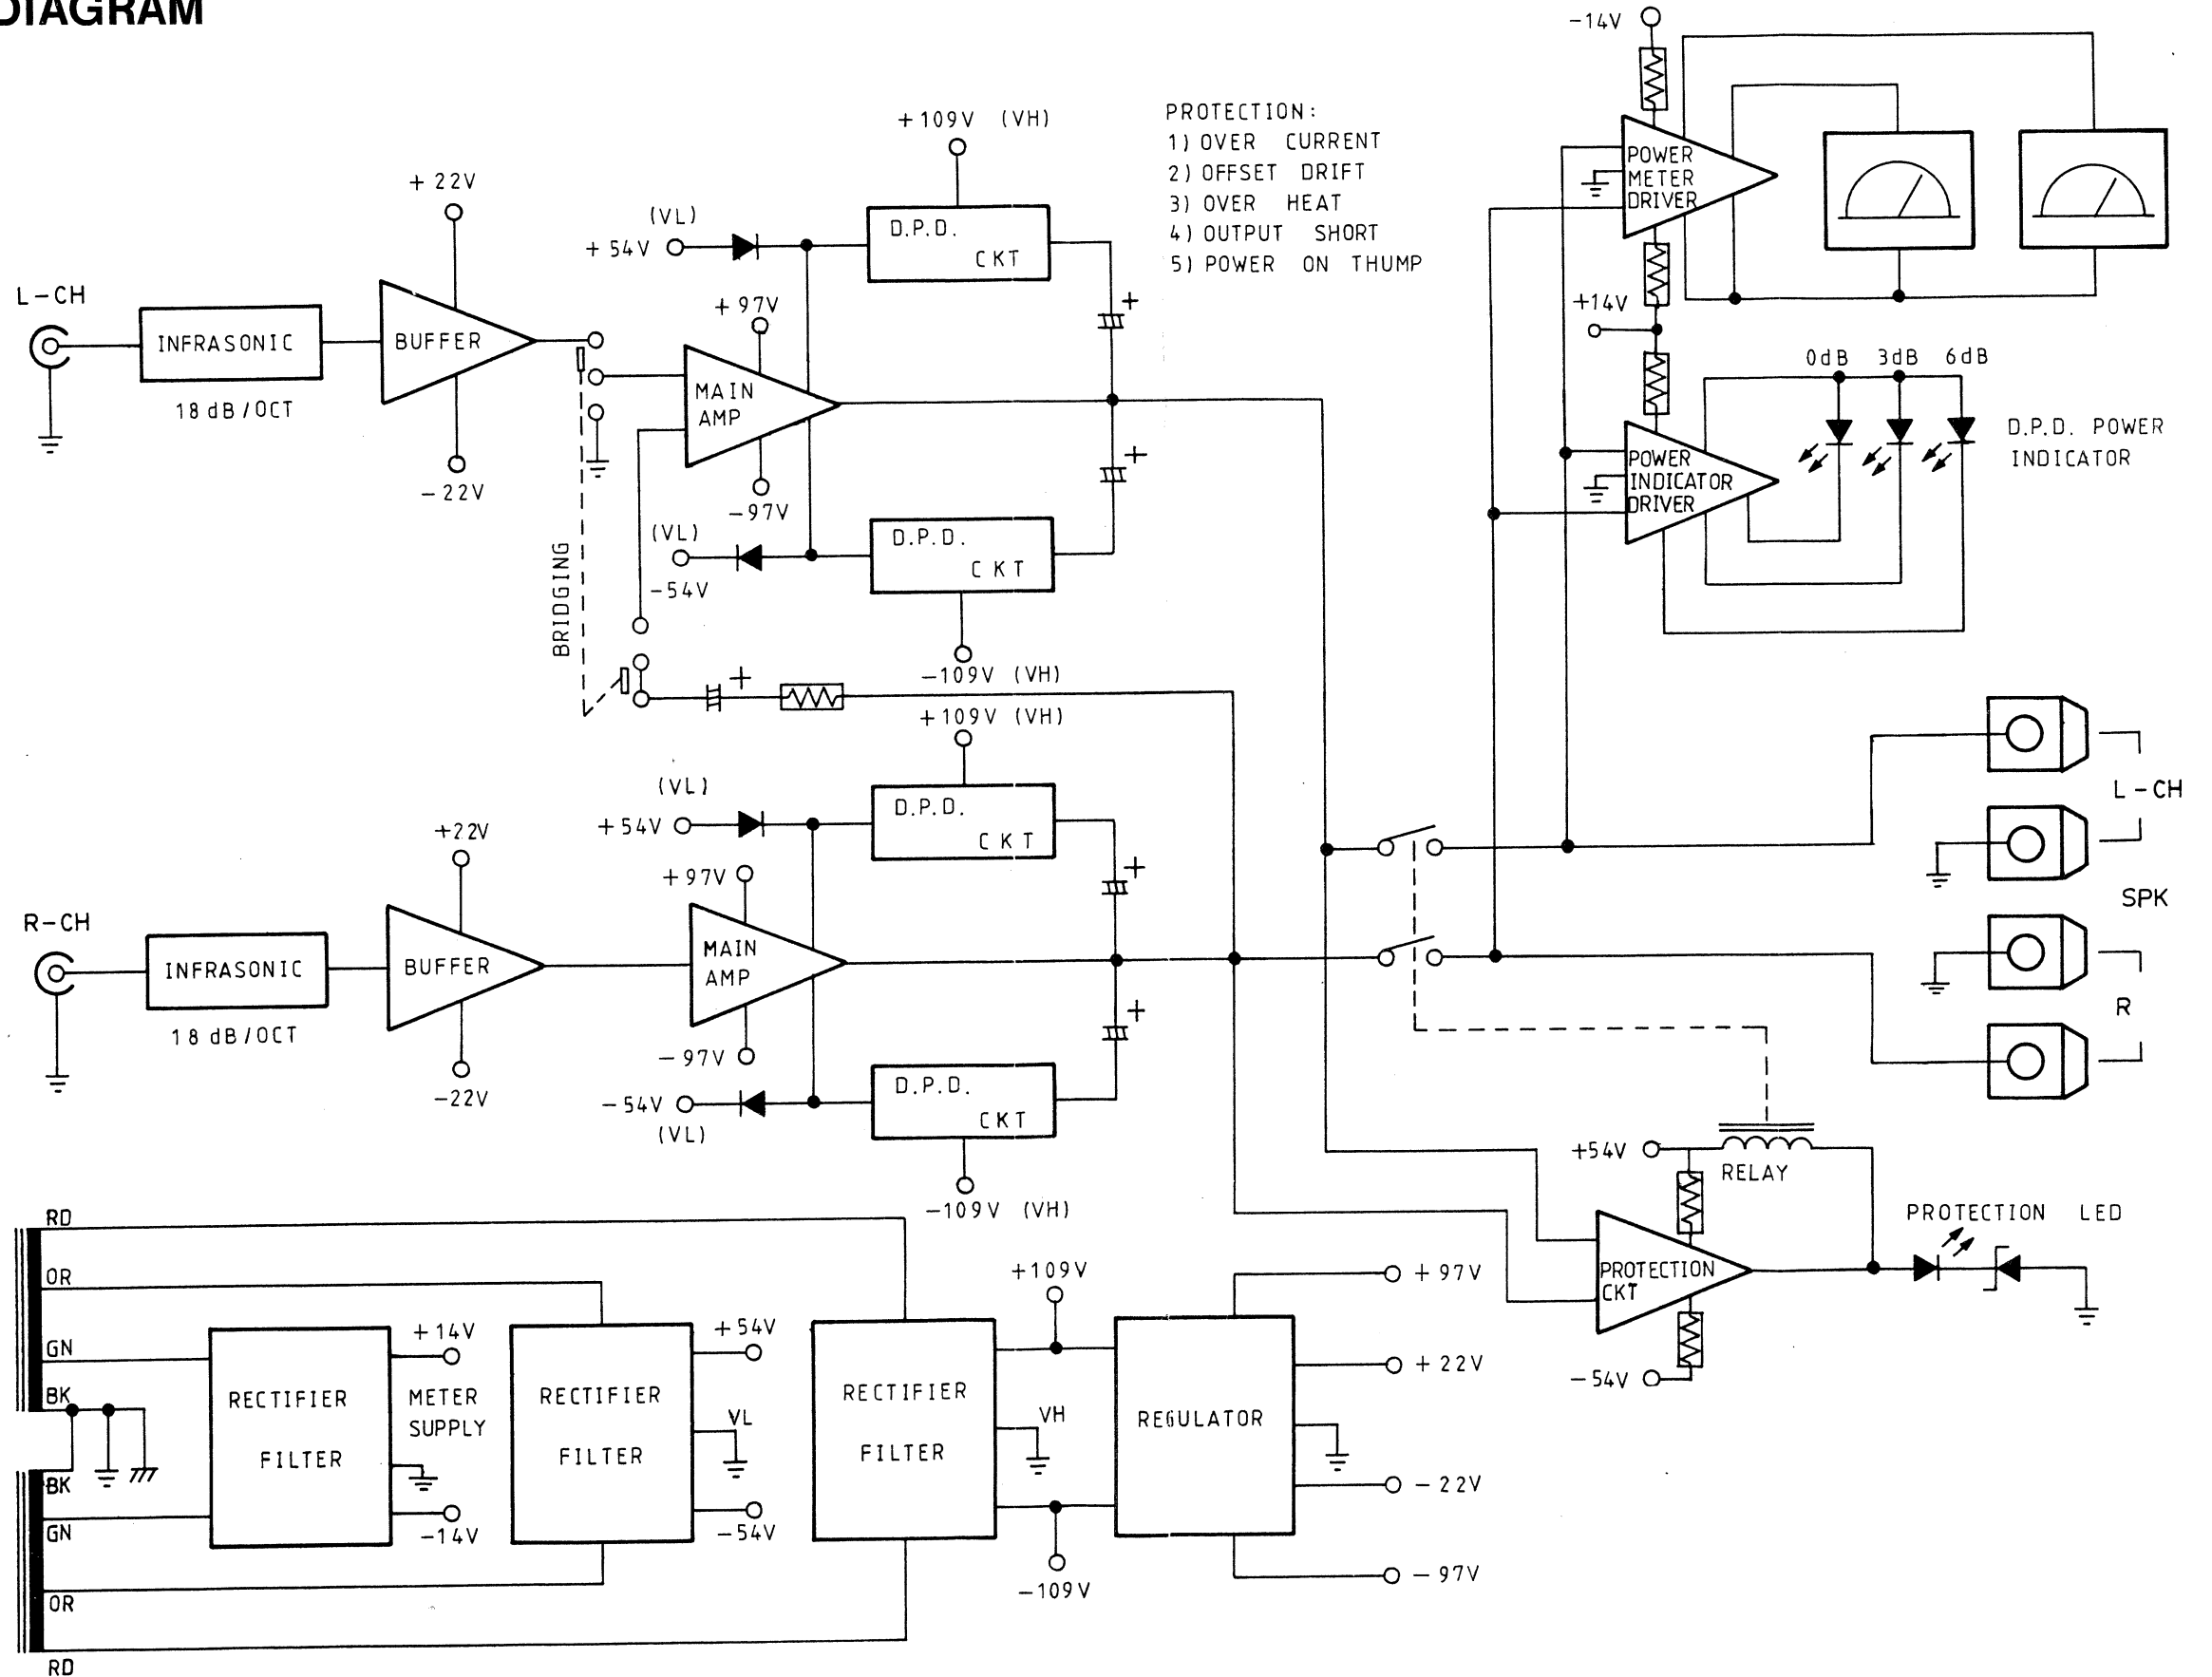 DIAGRAM
-14V
PROTECTION:
1) OVER CURRENT
2) OFFSET DRIFT
3) OVER HEAT
4) OUTPUT SHORT
5) POWER ON THUMP
POWER
METER
DRIVER
+14V
0dB 3dB 6dB
POWER
INDICATOR
DRIVER
D.P.D. POWER
INDICATOR
L-CH
INFRASONIC
18 dB/OCT
+22V
BUFFER
-22V
BRIDGING
(VL)
+54V
+109V (VH)
D.P.D.
CKT
+
+97V
MAIN
AMP
-97V
+
(VL)
-54V
D.P.D.
CKT
-109V (VH)
+
+109V (VH)
(VL)
+54V
D.P.D.
CKT
+
+22V
R-CH
INFRASONIC
18 dB/OCT
BUFFER
-22V
+97V
MAIN
AMP
-97V
+
-54V
(VL)
D.P.D.
CKT
-109V (VH)
L-CH
SPK
R
+54V
RELAY
PROTECTION LED
PROTECTION
CKT
-54V
RD
OR
GN
BK
BK
GN
OR
RD
RECTIFIER
FILTER
+14V
METER
SUPPLY
-14V
RECTIFIER
FILTER
+54V
VL
-54V
RECTIFIER
FILTER
+109V
VH
-109V
REGULATOR
+97V
+22V
-22V
-97V